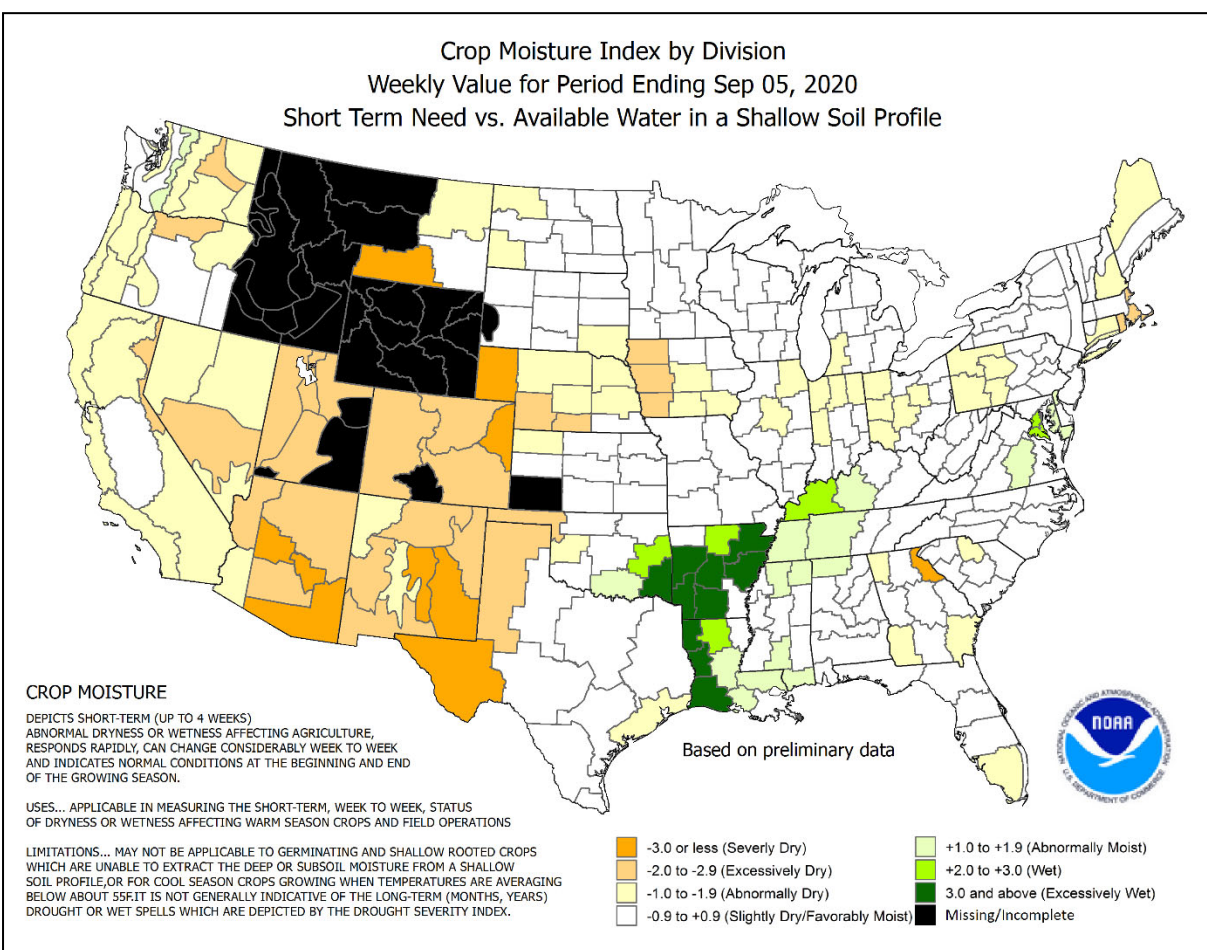 Crop Moisture Index by Division
Weekly Value for Period Ending Sep 05, 2020
Short Term Need vs. Available Water in a Shallow Soil Profile
CROP MOISTURE
DEPICTS SHORT-TERM (UP TO 4 WEEKS)
ABNORMAL DRYNESS OR WETNESS AFFECTING AGRICULTURE,
RESPONDS RAPIDLY, CAN CHANGE CONSIDERABLY WEEK TO WEEK
AND INDICATES NORMAL CONDITIONS AT THE BEGINNING AND END
OF THE GROWING SEASON.
USES... APPLICABLE IN MEASURING THE SHORT-TERM, WEEK TO WEEK, STATUS
OF DRYNESS OR WETNESS AFFECTING WARM SEASON CROPS AND FIELD OPERATIONS
LIMITATIONS... MAY NOT BE APPLICABLE TO GERMINATING AND SHALLOW ROOTED CROPS
WHICH ARE UNABLE TO EXTRACT THE DEEP OR SUBSOIL MOISTURE FROM A SHALLOW
SOIL PROFILE,OR FOR COOL SEASON CROPS GROWING WHEN TEMPERATURES ARE AVERAGING
BELOW ABOUT 55F.IT IS NOT GENERALLY INDICATIVE OF THE LONG-TERM (MONTHS, YEARS)
DROUGHT OR WET SPELLS WHICH ARE DEPICTED BY THE DROUGHT SEVERITY INDEX.
Based on preliminary data
NATIONAL OCEANIC AND ATMOSPHERIC ADMINISTRATION
NOAA
U.S. DEPARTMENT OF COMMERCE
-3.0 or less (Severly Dry)
-2.0 to -2.9 (Excessively Dry)
-1.0 to -1.9 (Abnormally Dry)
-0.9 to +0.9 (Slightly Dry/Favorably Moist)
+1.0 to +1.9 (Abnormally Moist)
+2.0 to +3.0 (Wet)
3.0 and above (Excessively Wet)
Missing/Incomplete